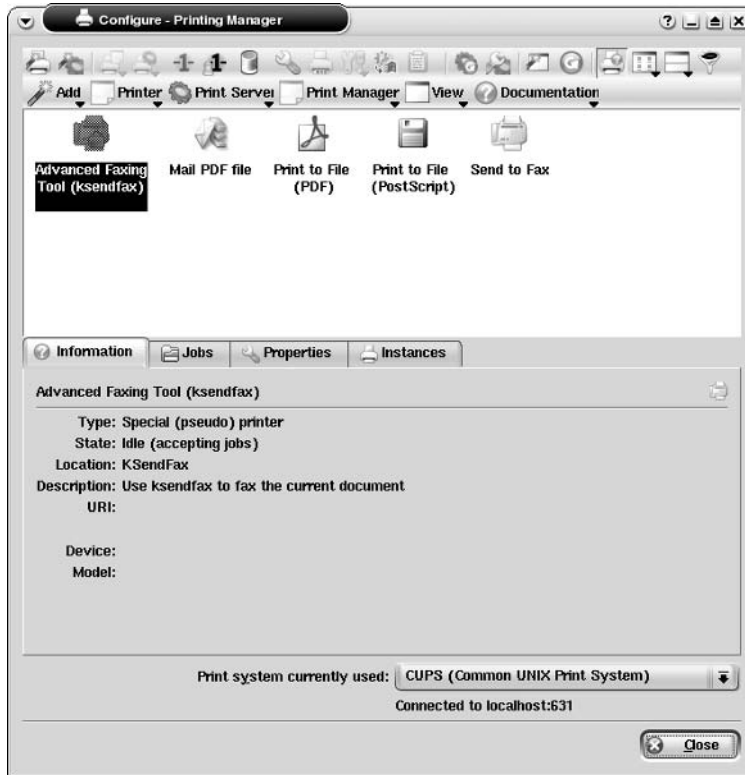 Configure - Printing Manager
-1- 1-
Add Printer Print Server Print Manager View Documentation
Advanced Faxing Tool (ksendfax)
Mail PDF file
Print to File (PDF)
Print to File (PostScript)
Send to Fax
Information Jobs Properties Instances
Advanced Faxing Tool (ksendfax)
Type: Special (pseudo) printer
State: Idle (accepting jobs)
Location: KSendFax
Description: Use ksendfax to fax the current document
URI:
Device:
Model:
Print system currently used: CUPS (Common UNIX Print System)
Connected to localhost:631
Close